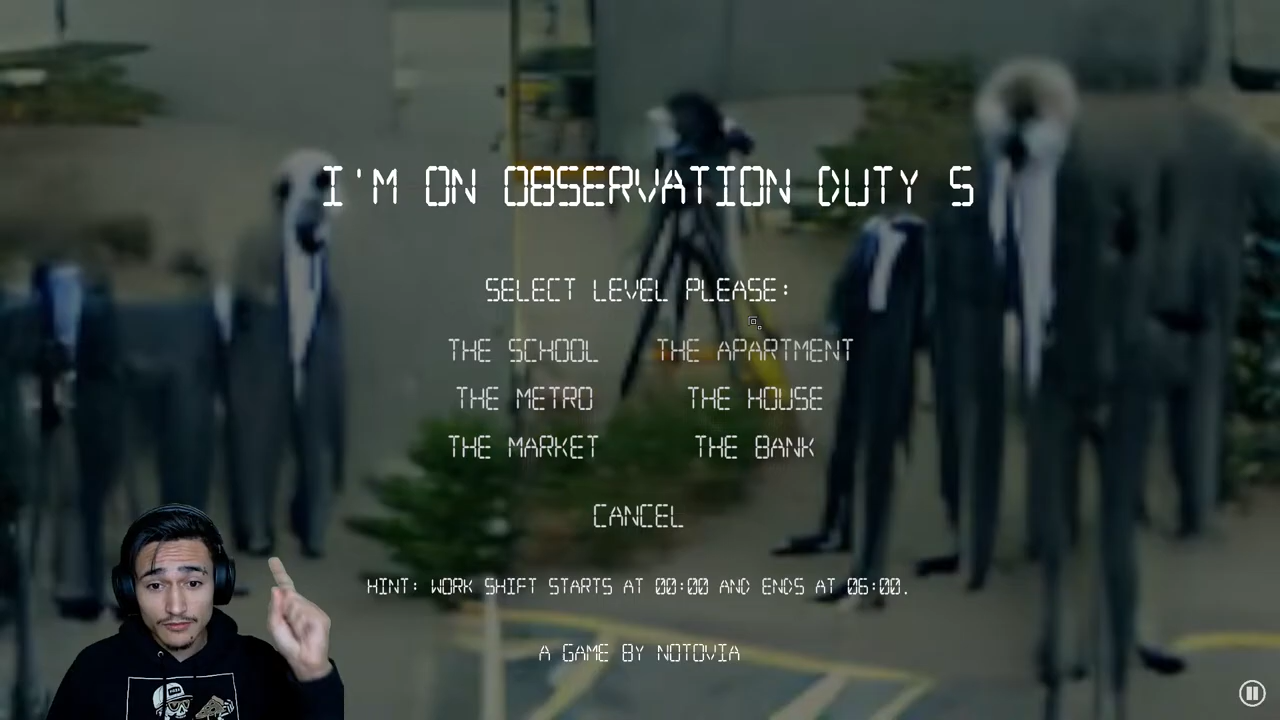 I'M ON OBSERVATION DUTY 5
SELECT LEVEL PLEASE:
THE SCHOOL THE APARTMENT
THE METRO THE HOUSE
THE MARKET THE BANK
CANCEL
HINT: WORK SHIFT STARTS AT 00:00 AND ENDS AT 06:00.
A GAME BY NOTOVIA